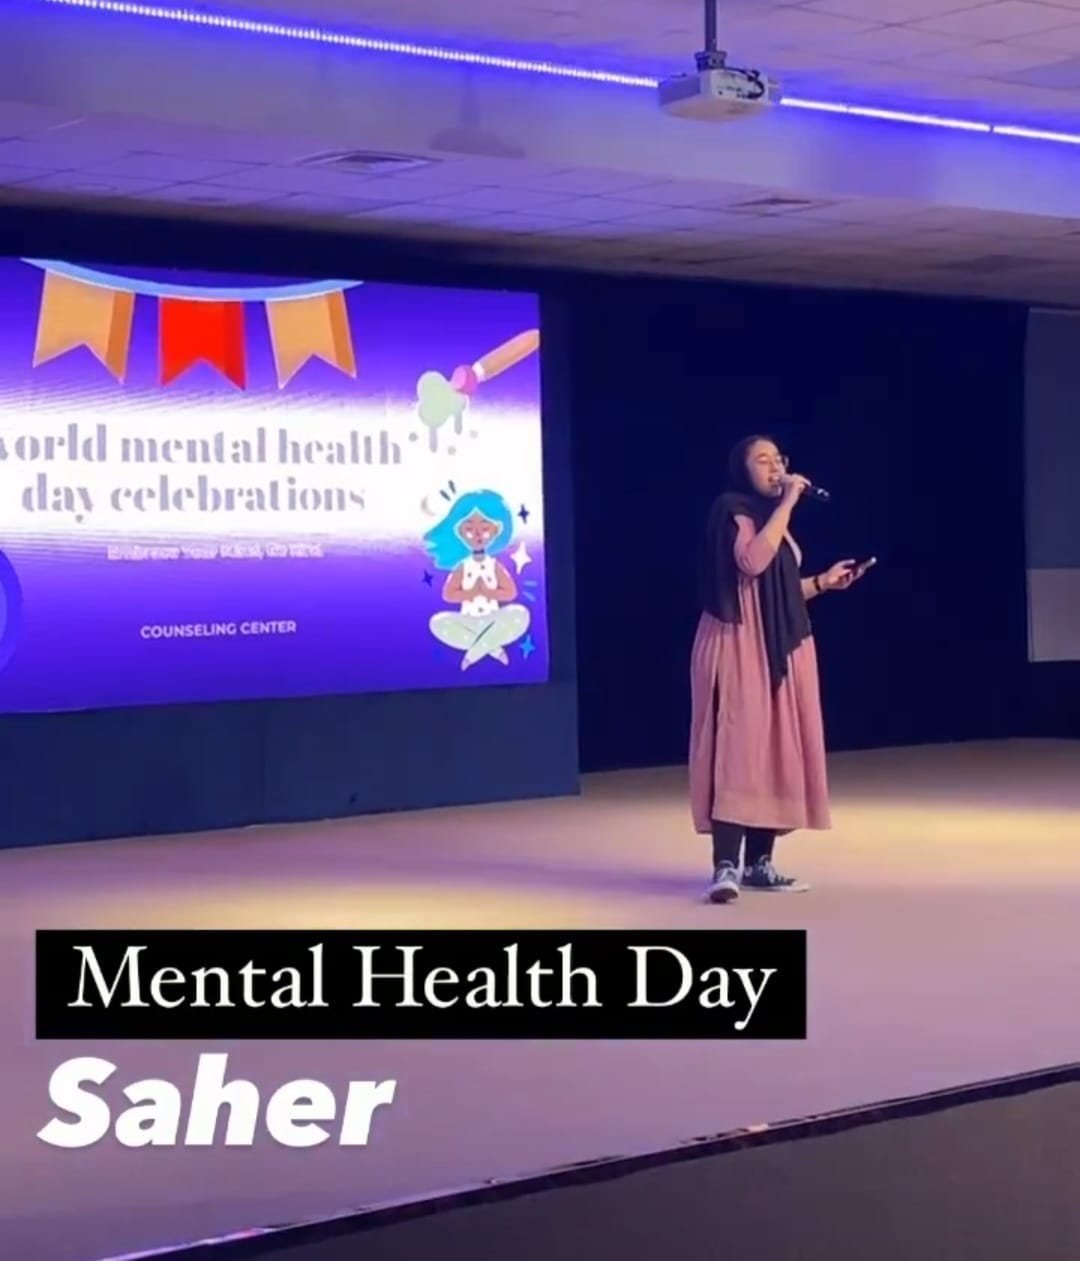 world mental health
day celebrations
COUNSELING CENTER
Mental Health Day
Saher